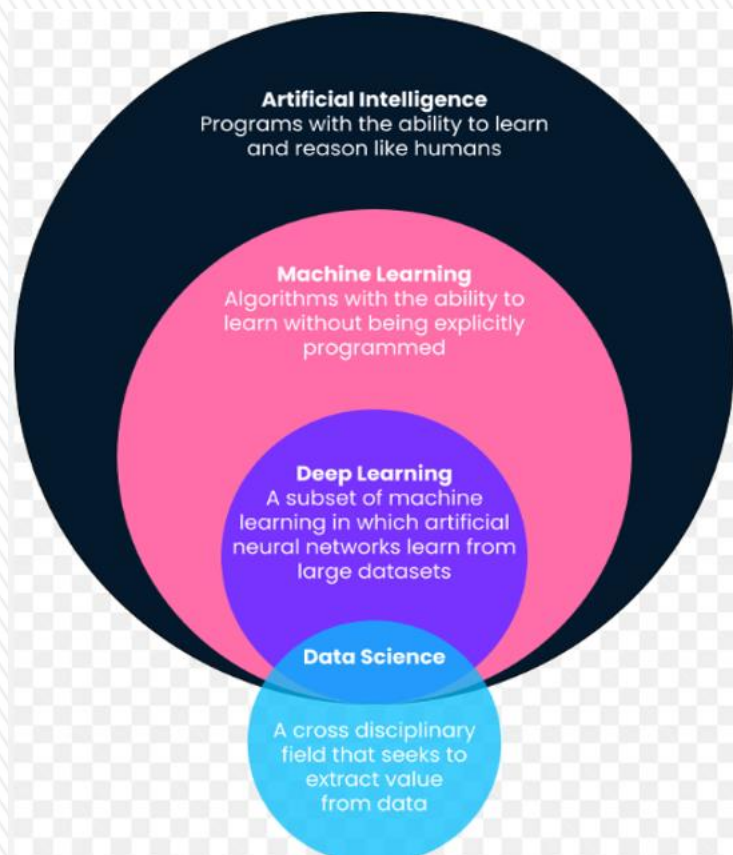 Artificial Intelligence
Programs with the ability to learn
and reason like humans
Machine Learning
Algorithms with the ability to
learn without being explicitly
programmed
Deep Learning
A subset of machine
learning in which artificial
neural networks learn from
large datasets
Data Science
A cross disciplinary
field that seeks to
extract value
from data